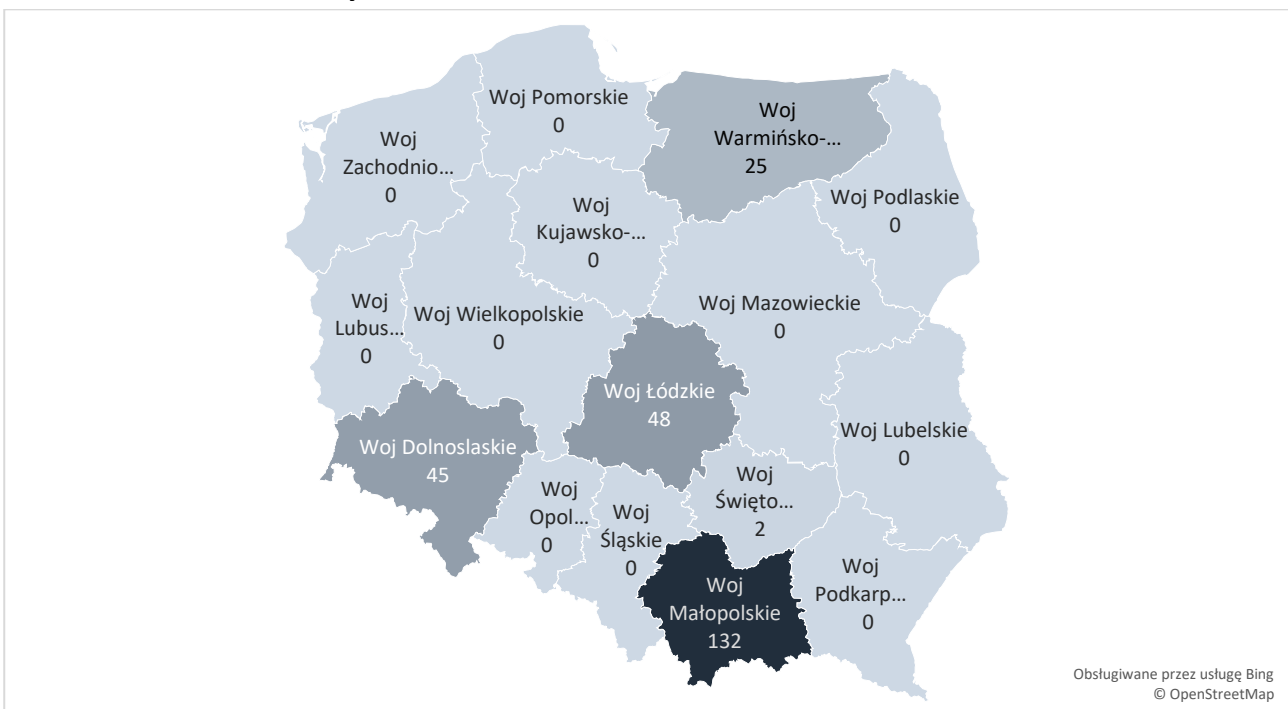 Woj Pomorskie
0
Woj
Warmińsko-...
25
Woj
Zachodnio...
0
Woj Podlaskie
0
Woj
Kujawsko-...
0
Woj
Lubus...
0
Woj Wielkopolskie
0
Woj Mazowieckie
0
Woj Łódzkie
48
Woj Dolnoslaskie
45
Woj Lubelskie
0
Woj
Opol...
0
Woj
Śląskie
0
Woj
Święto...
2
Woj
Małopolskie
132
Woj
Podkarp...
0
Obsługiwane przez usługę Bing
© OpenStreetMap